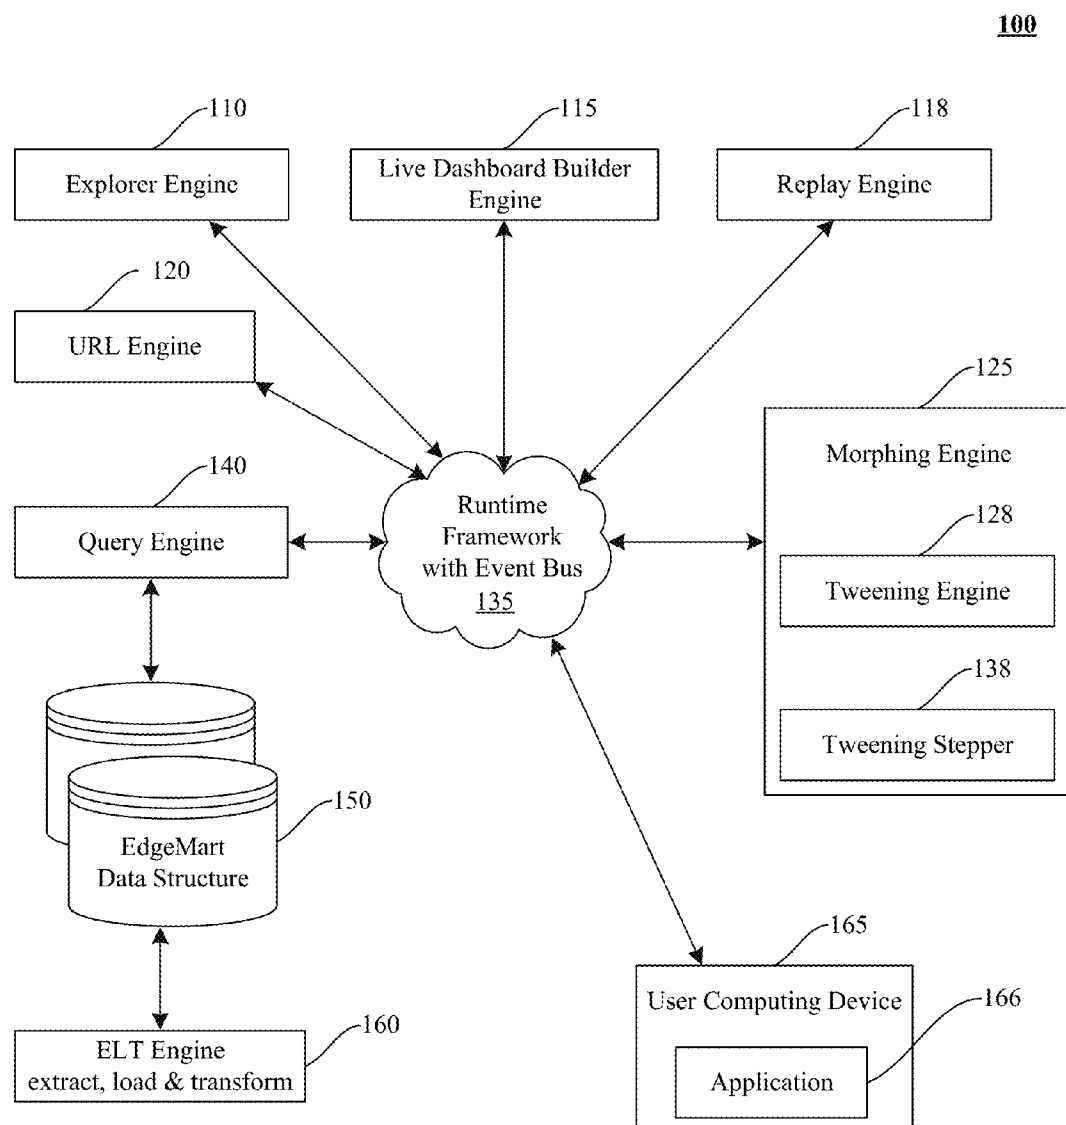 100
110
115
118
Explorer Engine
Live Dashboard Builder
Engine
Replay Engine
120
URL Engine
125
Morphing Engine
140
Query Engine
Runtime
Framework
with Event Bus
135
128
Tweening Engine
138
Tweening Stepper
150
EdgeMart
Data Structure
165
User Computing Device
166
Application
160
ELT Engine
extract, load & transform